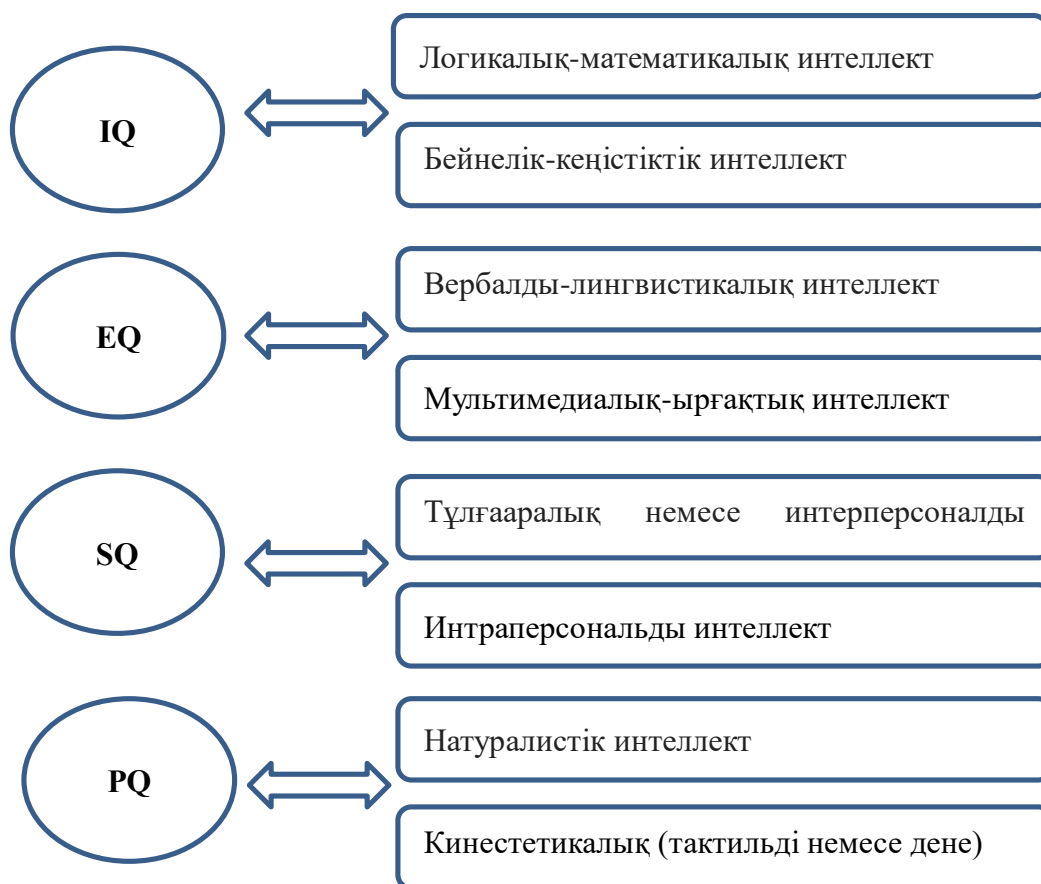 IQ
Логикалық-математикалық интеллект
Бейнелік-кеңістіктік интеллект
EQ
Вербалды-лингвистикалық интеллект
Мультимедиалық-ырғақтық интеллект
SQ
Тұлғааралық немесе интерперсоналды
Интраперсональды интеллект
PQ
Натуралистік интеллект
Кинестетикалық (тактильді немесе дене)